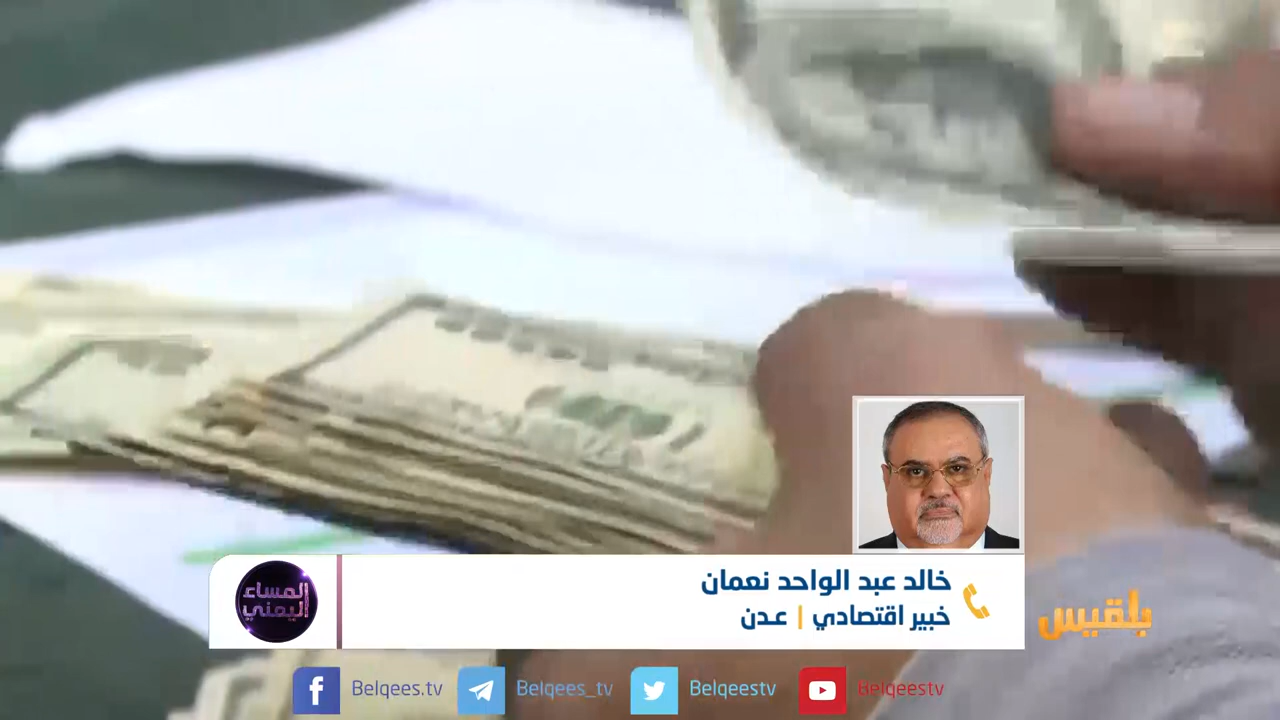 خالد عبد الواحد نعمان
خبير اقتصادي | عدن
المساء اليمني
بلقيس
Belqees.tv
Belqees_tv
Belqeestv
Belqeestv